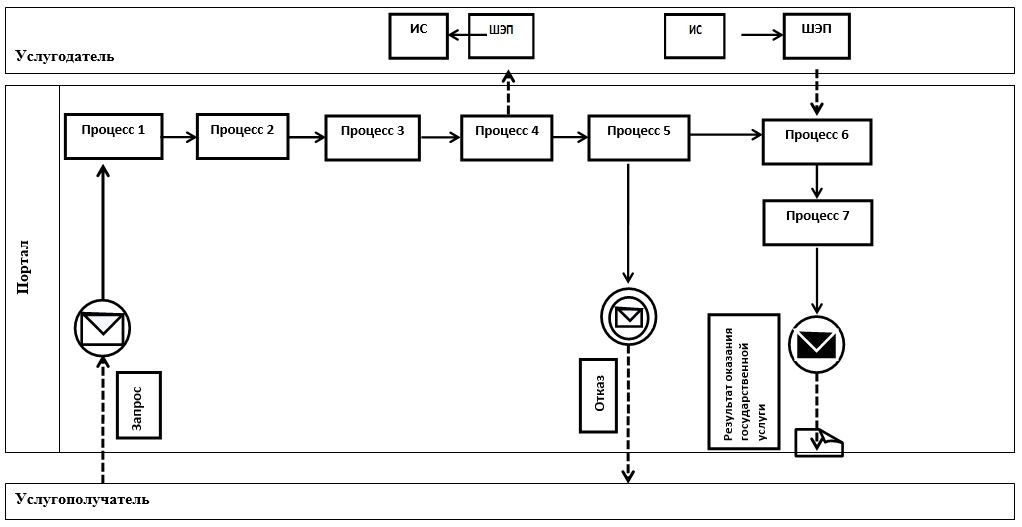 ИС
ШЭП
ИС
ШЭП
Услугодатель
Процесс 1
Процесс 2
Процесс 3
Процесс 4
Процесс 5
Процесс 6
Процесс 7
Портал
Запрос
Отказ
Результат оказания
государственной
услуги
Услугополучатель